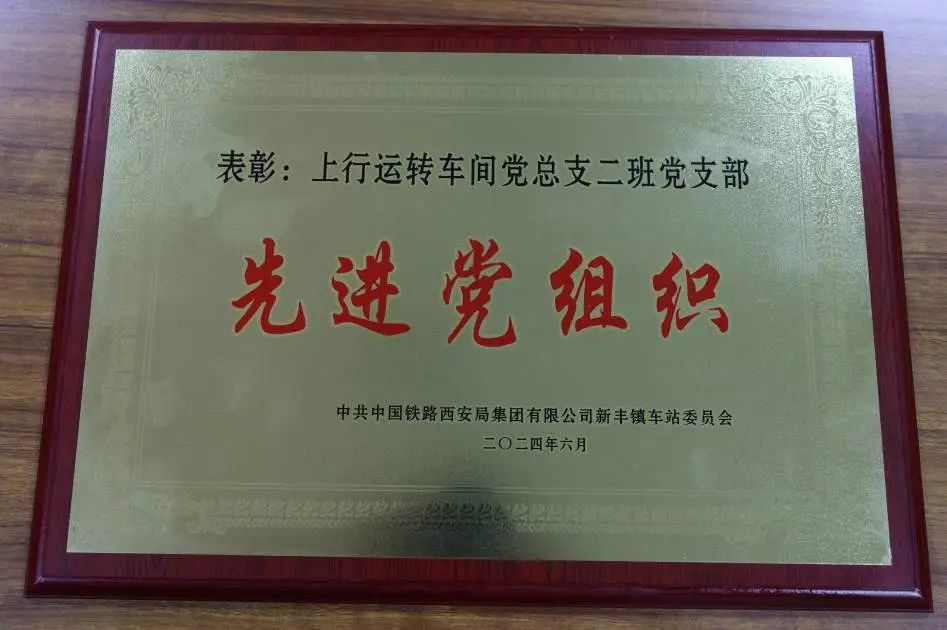 表彰：上行运转车间党总支二班党支部
先进党组织
中共中国铁路西安局集团有限公司新丰镇车站委员会
二〇二四年六月